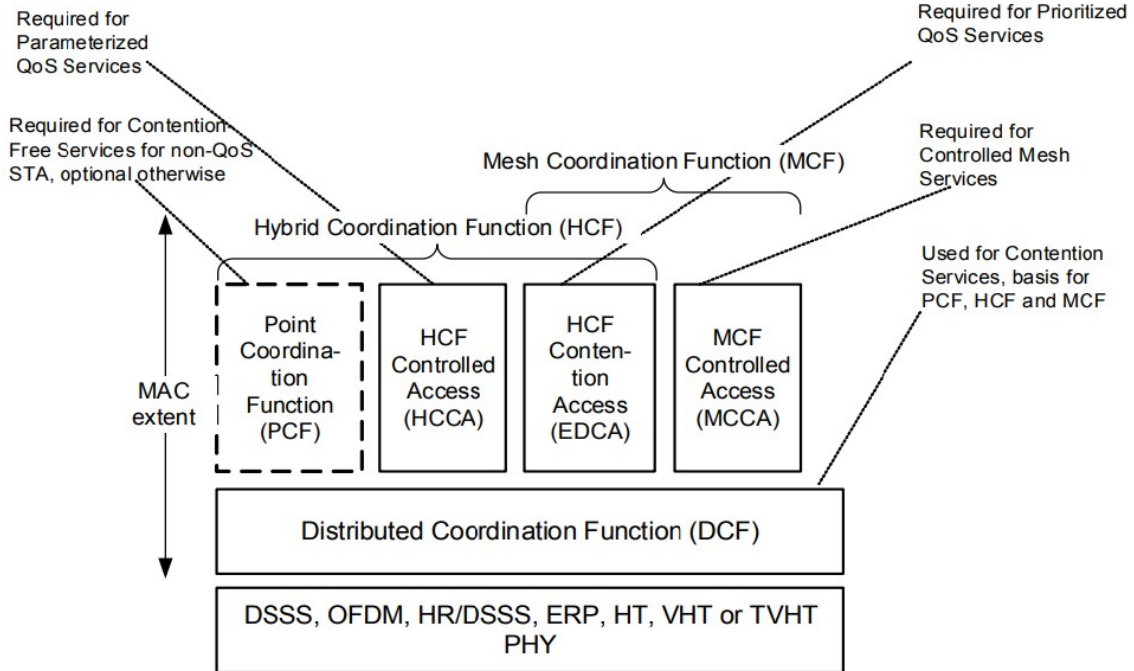 Required for
Parameterized
QoS Services
Required for Prioritized
QoS Services
Required for Contention-
Free Services for non-QoS
STA, optional otherwise
Required for
Controlled Mesh
Services
Mesh Coordination Function (MCF)
Hybrid Coordination Function (HCF)
Used for Contention
Services, basis for
PCF, HCF and MCF
MAC
extent
Point
Coordina-
tion
Function
(PCF)
HCF
Controlled
Access
(HCCA)
HCF
Conten-
tion
Access
(EDCA)
MCF
Controlled
Access
(MCCA)
Distributed Coordination Function (DCF)
DSSS, OFDM, HR/DSSS, ERP, HT, VHT or TVHT
PHY